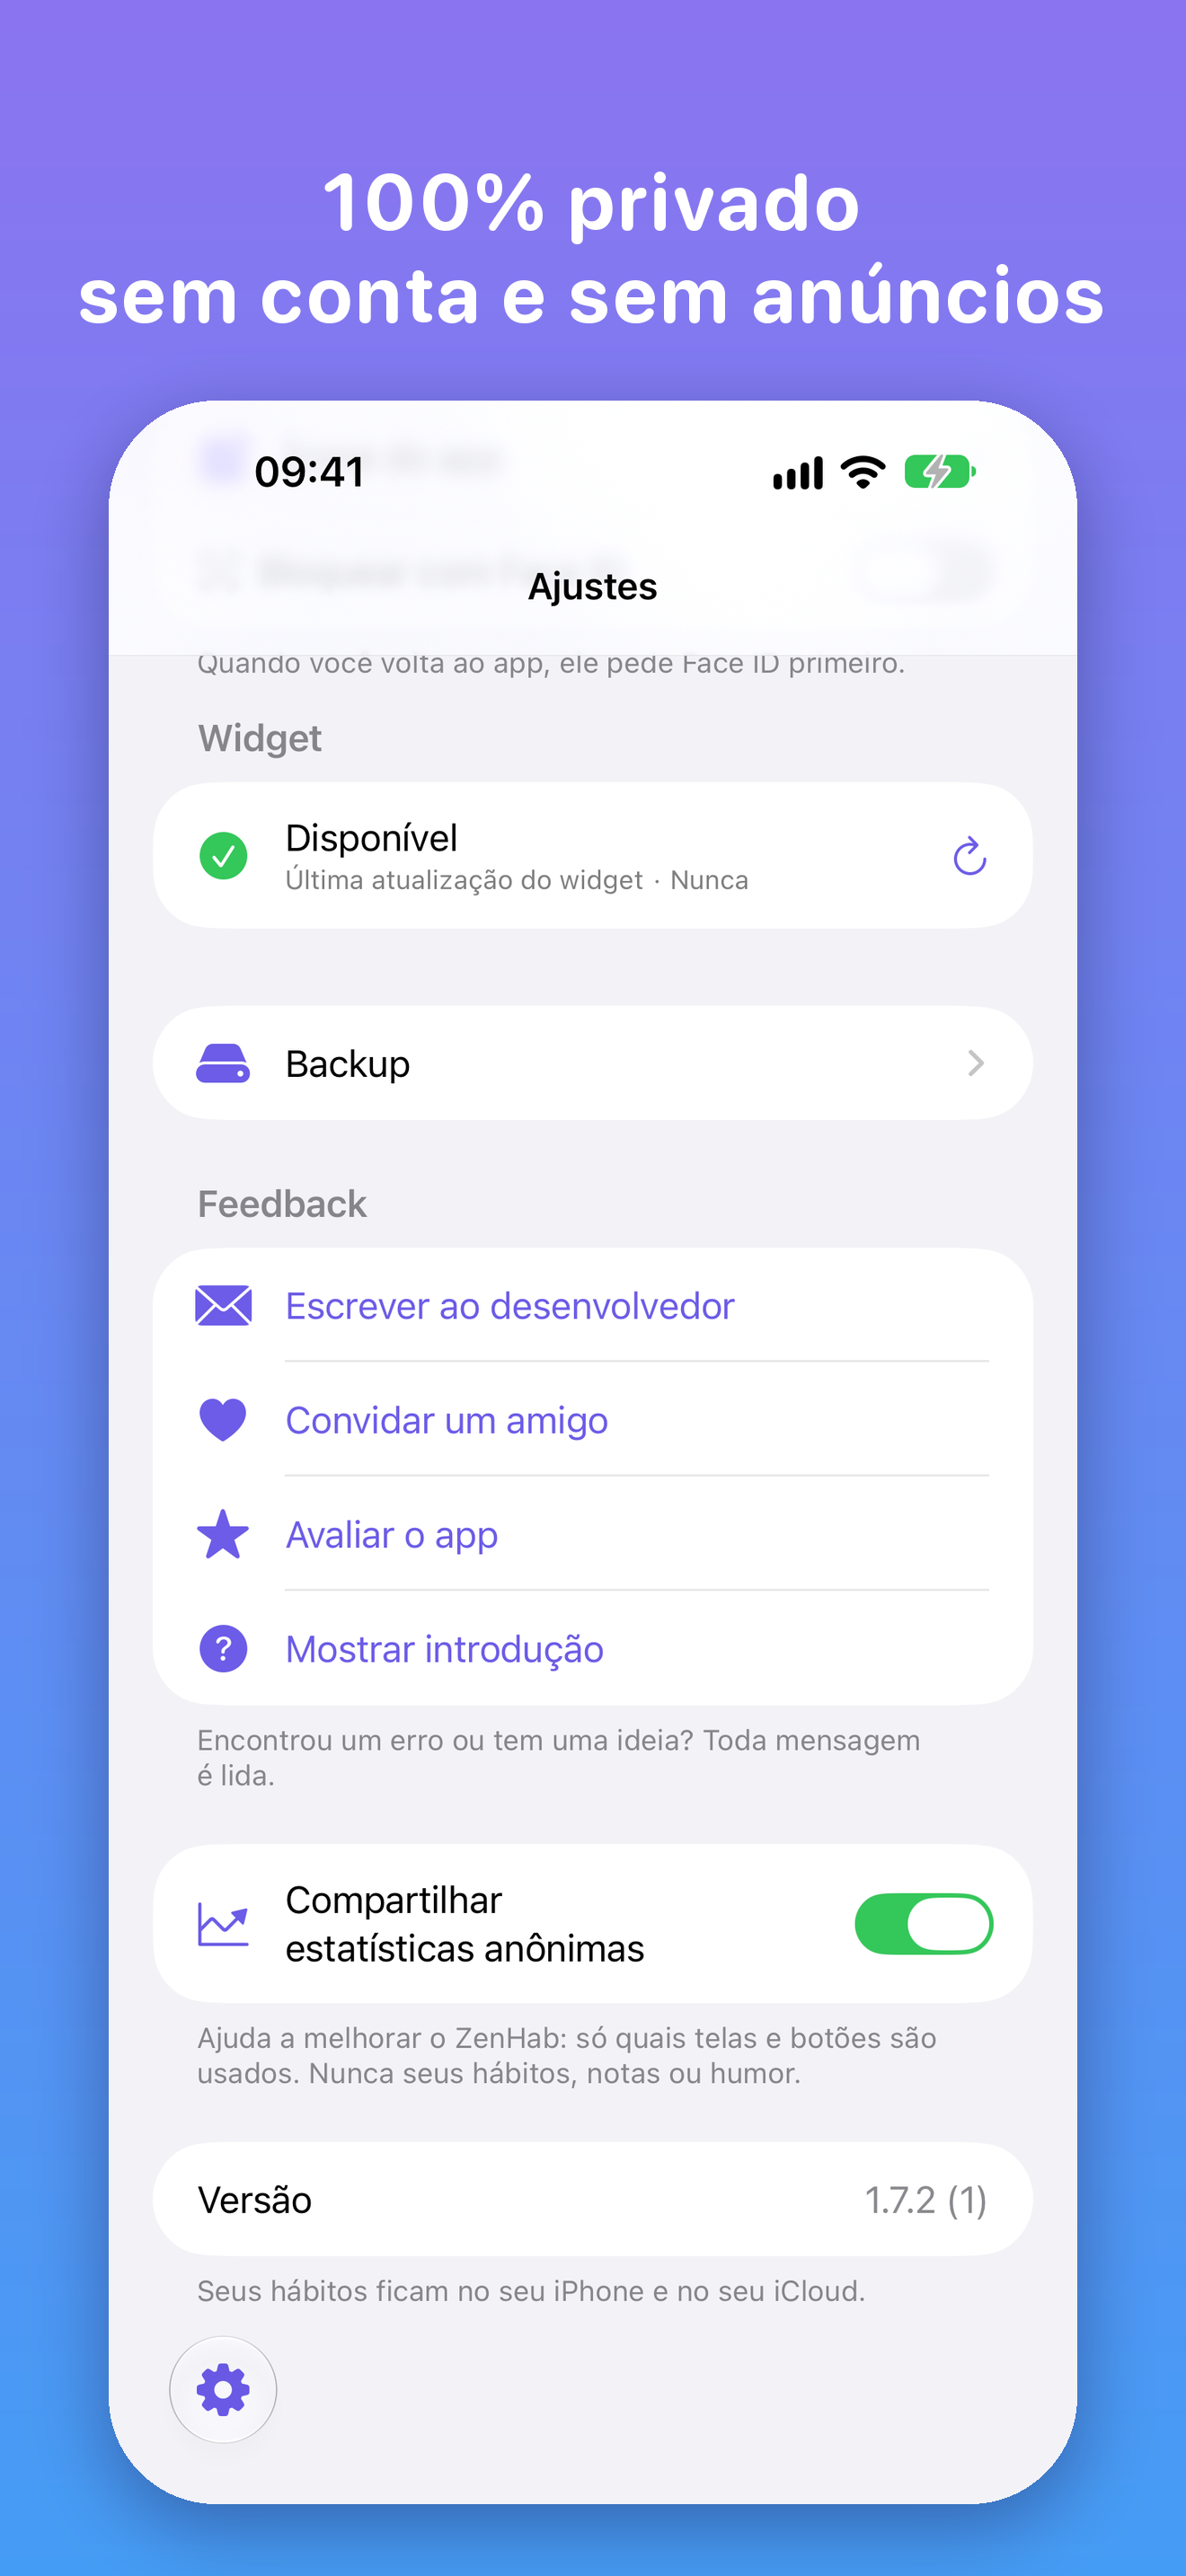 100% privado
sem conta e sem anúncios
09:41
Ajustes
Quando você volta ao app, ele pede Face ID primeiro.
Widget
Disponível
Última atualização do widget · Nunca
Backup
Feedback
Escrever ao desenvolvedor
Convidar um amigo
Avaliar o app
Mostrar introdução
Encontrou um erro ou tem uma ideia? Toda mensagem
é lida.
Compartilhar
estatísticas anônimas
Ajuda a melhorar o ZenHab: só quais telas e botões são
usados. Nunca seus hábitos, notas ou humor.
Versão 1.7.2 (1)
Seus hábitos ficam no seu iPhone e no seu iCloud.